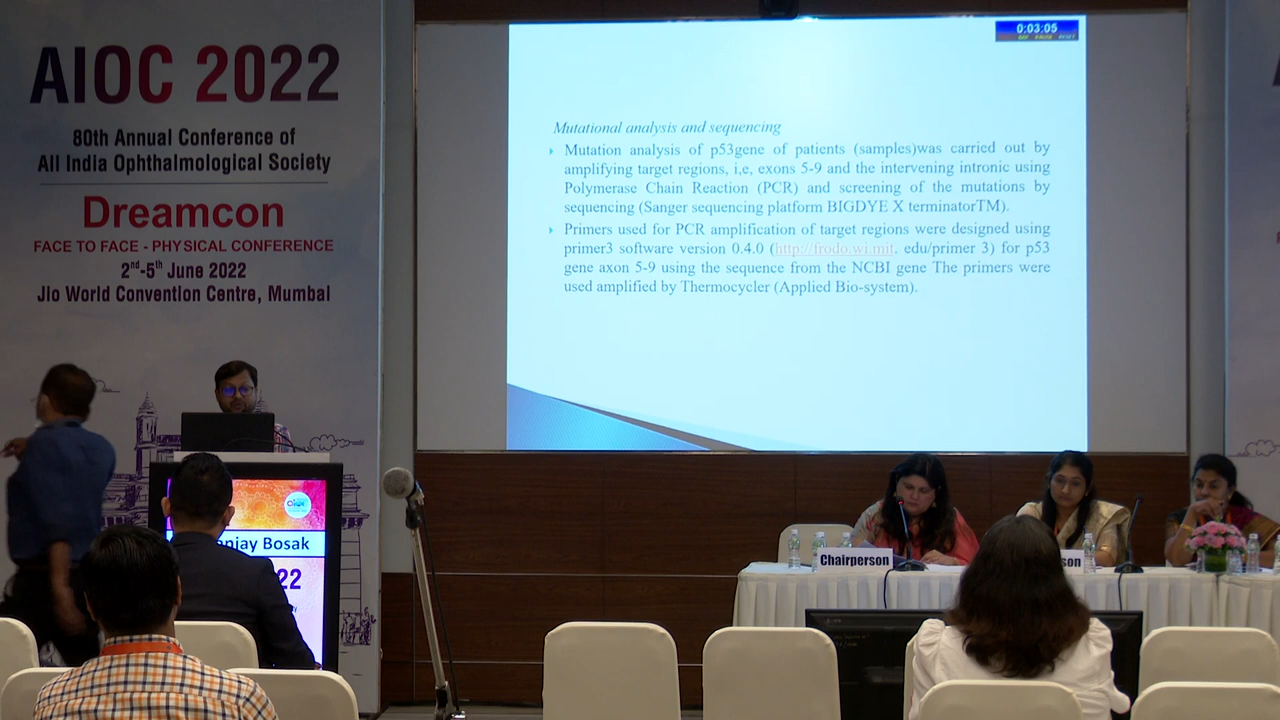 AIOC 2022
80th Annual Conference of
All India Ophthalmological Society
Dreamcon
FACE TO FACE - PHYSICAL CONFERENCE
2nd-5th June 2022
Jio World Convention Centre, Mumbai
0:03:05
Mutational analysis and sequencing
Mutation analysis of p53gene of patients (samples)was carried out by
amplifying target regions, i,e, exons 5-9 and the intervening intronic using
Polymerase Chain Reaction (PCR) and screening of the mutations by
sequencing (Sanger sequencing platform BIGDYE X terminatorTM).
Primers used for PCR amplification of target regions were designed using
primer3 software version 0.4.0 (http://frodo.wi.mit. edu/primer 3) for p53
gene axon 5-9 using the sequence from the NCBI gene The primers were
used amplified by Thermocycler (Applied Bio-system).
njay Bosak
22
Chairperson
son